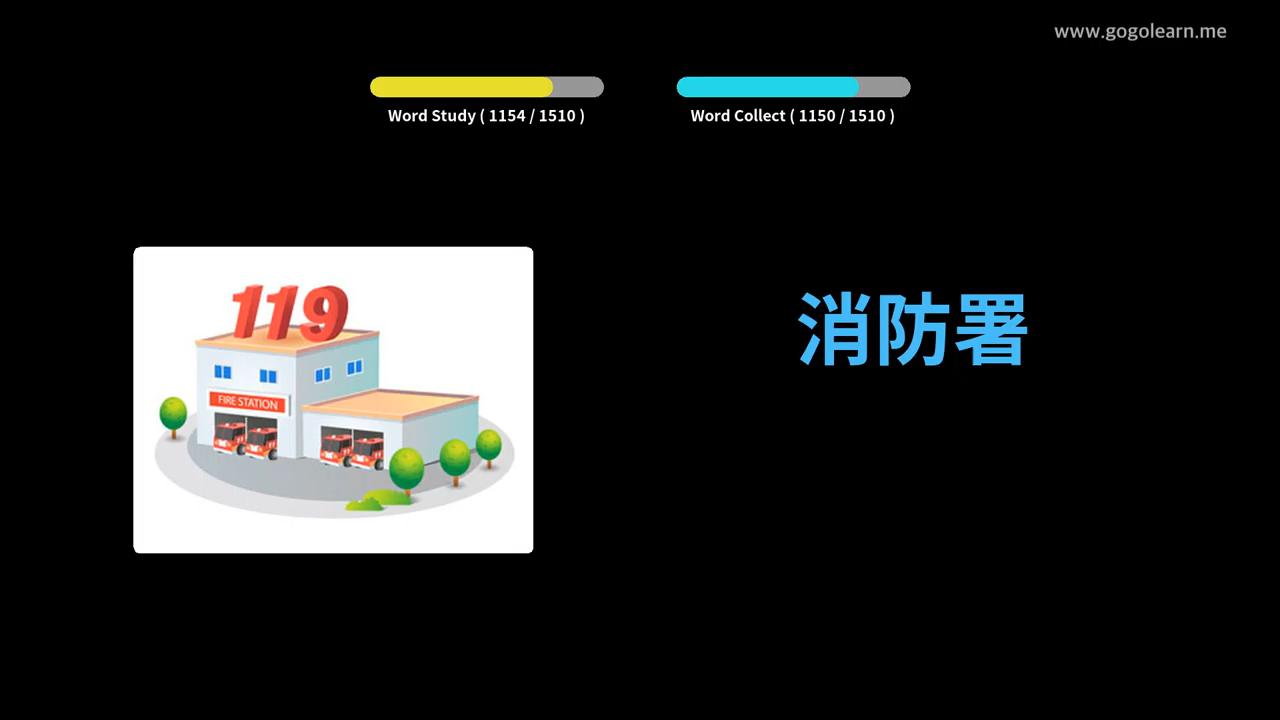 www.gogolearn.me
Word Study ( 1154 / 1510 )
Word Collect ( 1150 / 1510 )
119
FIRE STATION
消防署